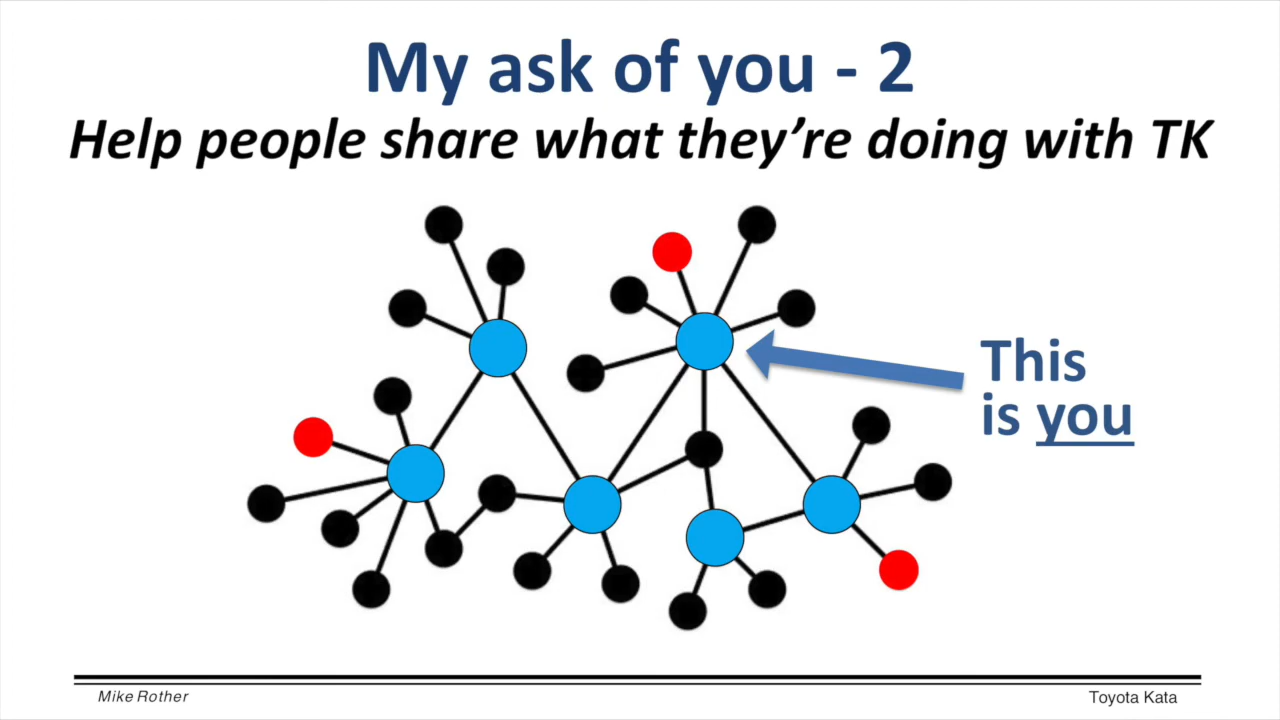 My ask of you - 2
Help people share what they’re doing with TK
This
is you
Mike Rother
Toyota Kata